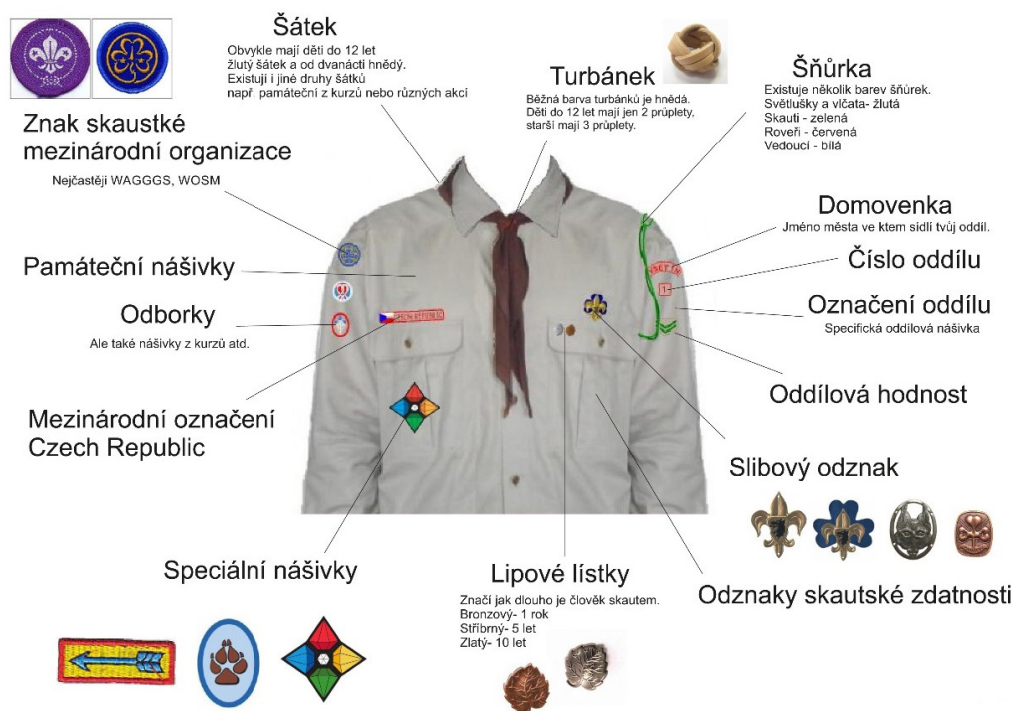 Šátek
Obvykle mají děti do 12 let
žlutý šátek a od dvanácti hnědý.
Existují i jiné druhy šátků
např. památeční z kurzů nebo různých akcí
Turbánek
Běžná barva turbánků je hnědá.
Děti do 12 let mají jen 2 průplety,
starší mají 3 průplety.
Šňůrka
Existuje několik barev šňůrek.
Světlušky a vlčata- žlutá
Skauti - zelená
Roveři - červená
Vedoucí - bílá
Znak skaustké
mezinárodní organizace
Nejčastěji WAGGGS, WOSM
Domovenka
Jméno města ve ktem sídlí tvůj oddíl.
Památeční nášivky
Číslo oddílu
1
Odborky
Ale také nášivky z kurzů atd.
Označení oddílu
Specifická oddílová nášivka
Mezinárodní označení
Czech Republic
Oddílová hodnost
Slibový odznak
Speciální nášivky
Lipové lístky
Značí jak dlouho je člověk skautem.
Bronzový- 1 rok
Stříbrný- 5 let
Zlatý- 10 let
Odznaky skautské zdatnosti